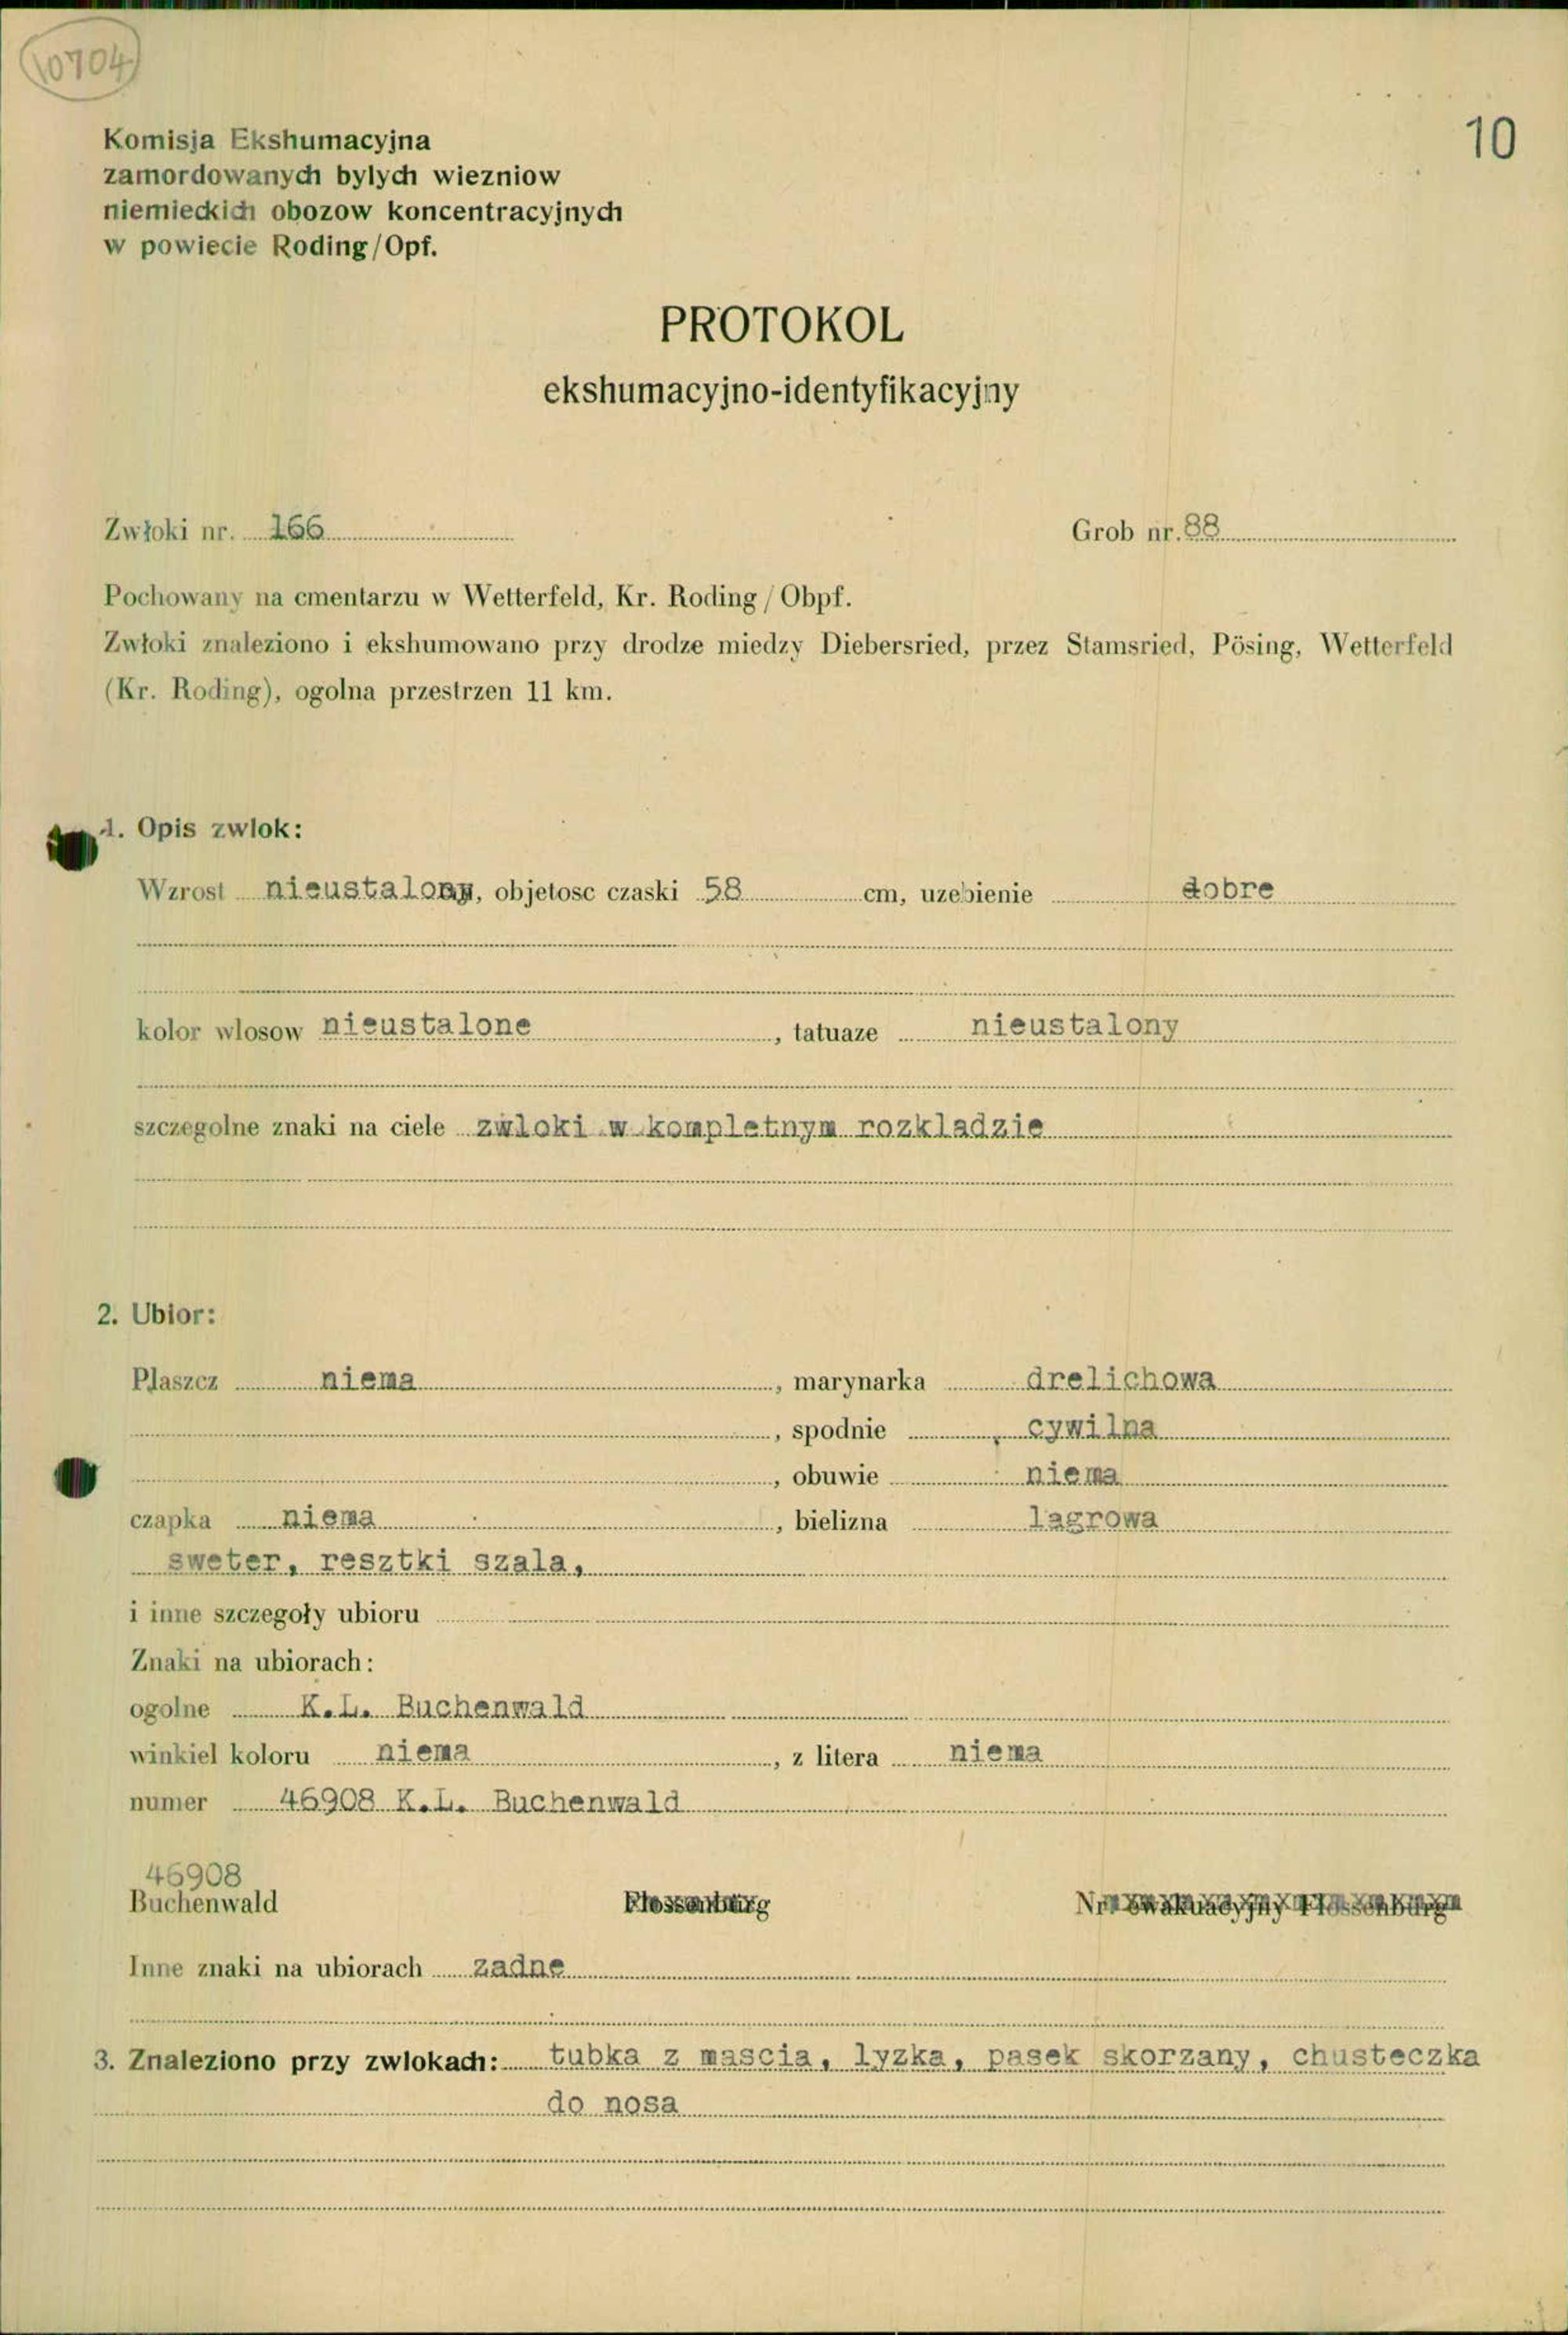 10704
10
Komisja Ekshumacyjna
zamordowanych bylych wiezniow
niemieckich obozow koncentracyjnych
w powiecie Roding/Opf.
PROTOKOL
ekshumacyjno-identyfikacyjny
Zwłoki nr. 166 Grob nr. 88
Pochowany na cmentarzu w Wetterfeld, Kr. Roding / Obpf.
Zwłoki znaleziono i ekshumowano przy drodze miedzy Diebersried, przez Stamsried, Pösing, Wetterfeld
(Kr. Roding), ogolna przestrzen 11 km.
1. Opis zwlok:
Wzrost nieustalony, objetosc czaski 58 cm, uzebienie dobre
kolor wlosow nieustalone, tatuaze nieustalony
szczegolne znaki na ciele zwloki w kompletnym rozkladzie
2. Ubior:
Plaszcz niema, marynarka drelichowa
, spodnie cywilna
, obuwie niema
czapka niema, bielizna lagrowa
sweter, resztki szala,
i inne szczegoły ubioru
Znaki na ubiorach:
ogolne K.L. Buchenwald
winkiel koloru niema, z litera niema
numer 46908 K.L. Buchenwald
46908
Buchenwald Flossenburg Nr. ewakuacyjny Flossenburg
Inne znaki na ubiorach zadne
3. Znaleziono przy zwlokach: tubka z mascia, lyzka, pasek skorzany, chusteczka
do nosa